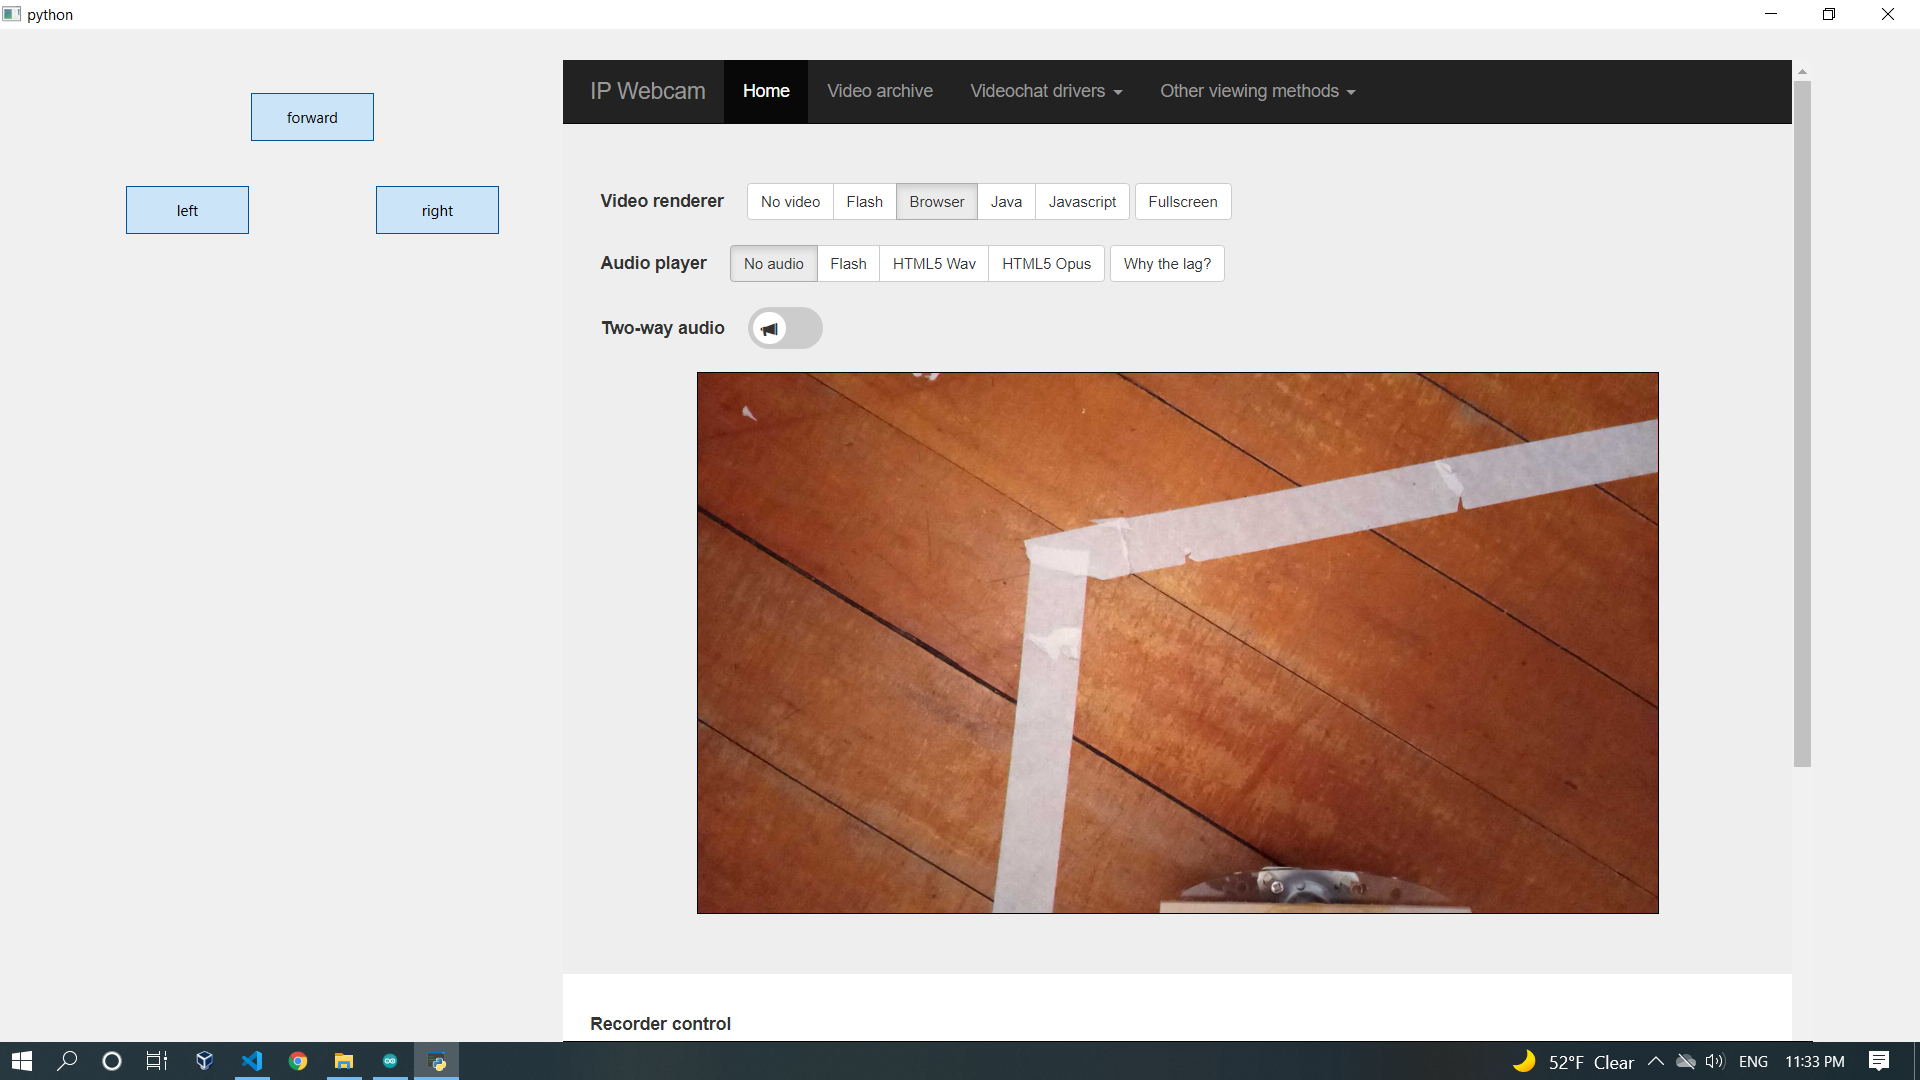 python
forward
left
right
IP Webcam Home Video archive Videochat drivers Other viewing methods
Video renderer No video Flash Browser Java Javascript Fullscreen
Audio player No audio Flash HTML5 Wav HTML5 Opus Why the lag?
Two-way audio
Recorder control
52°F Clear ENG 11:33 PM